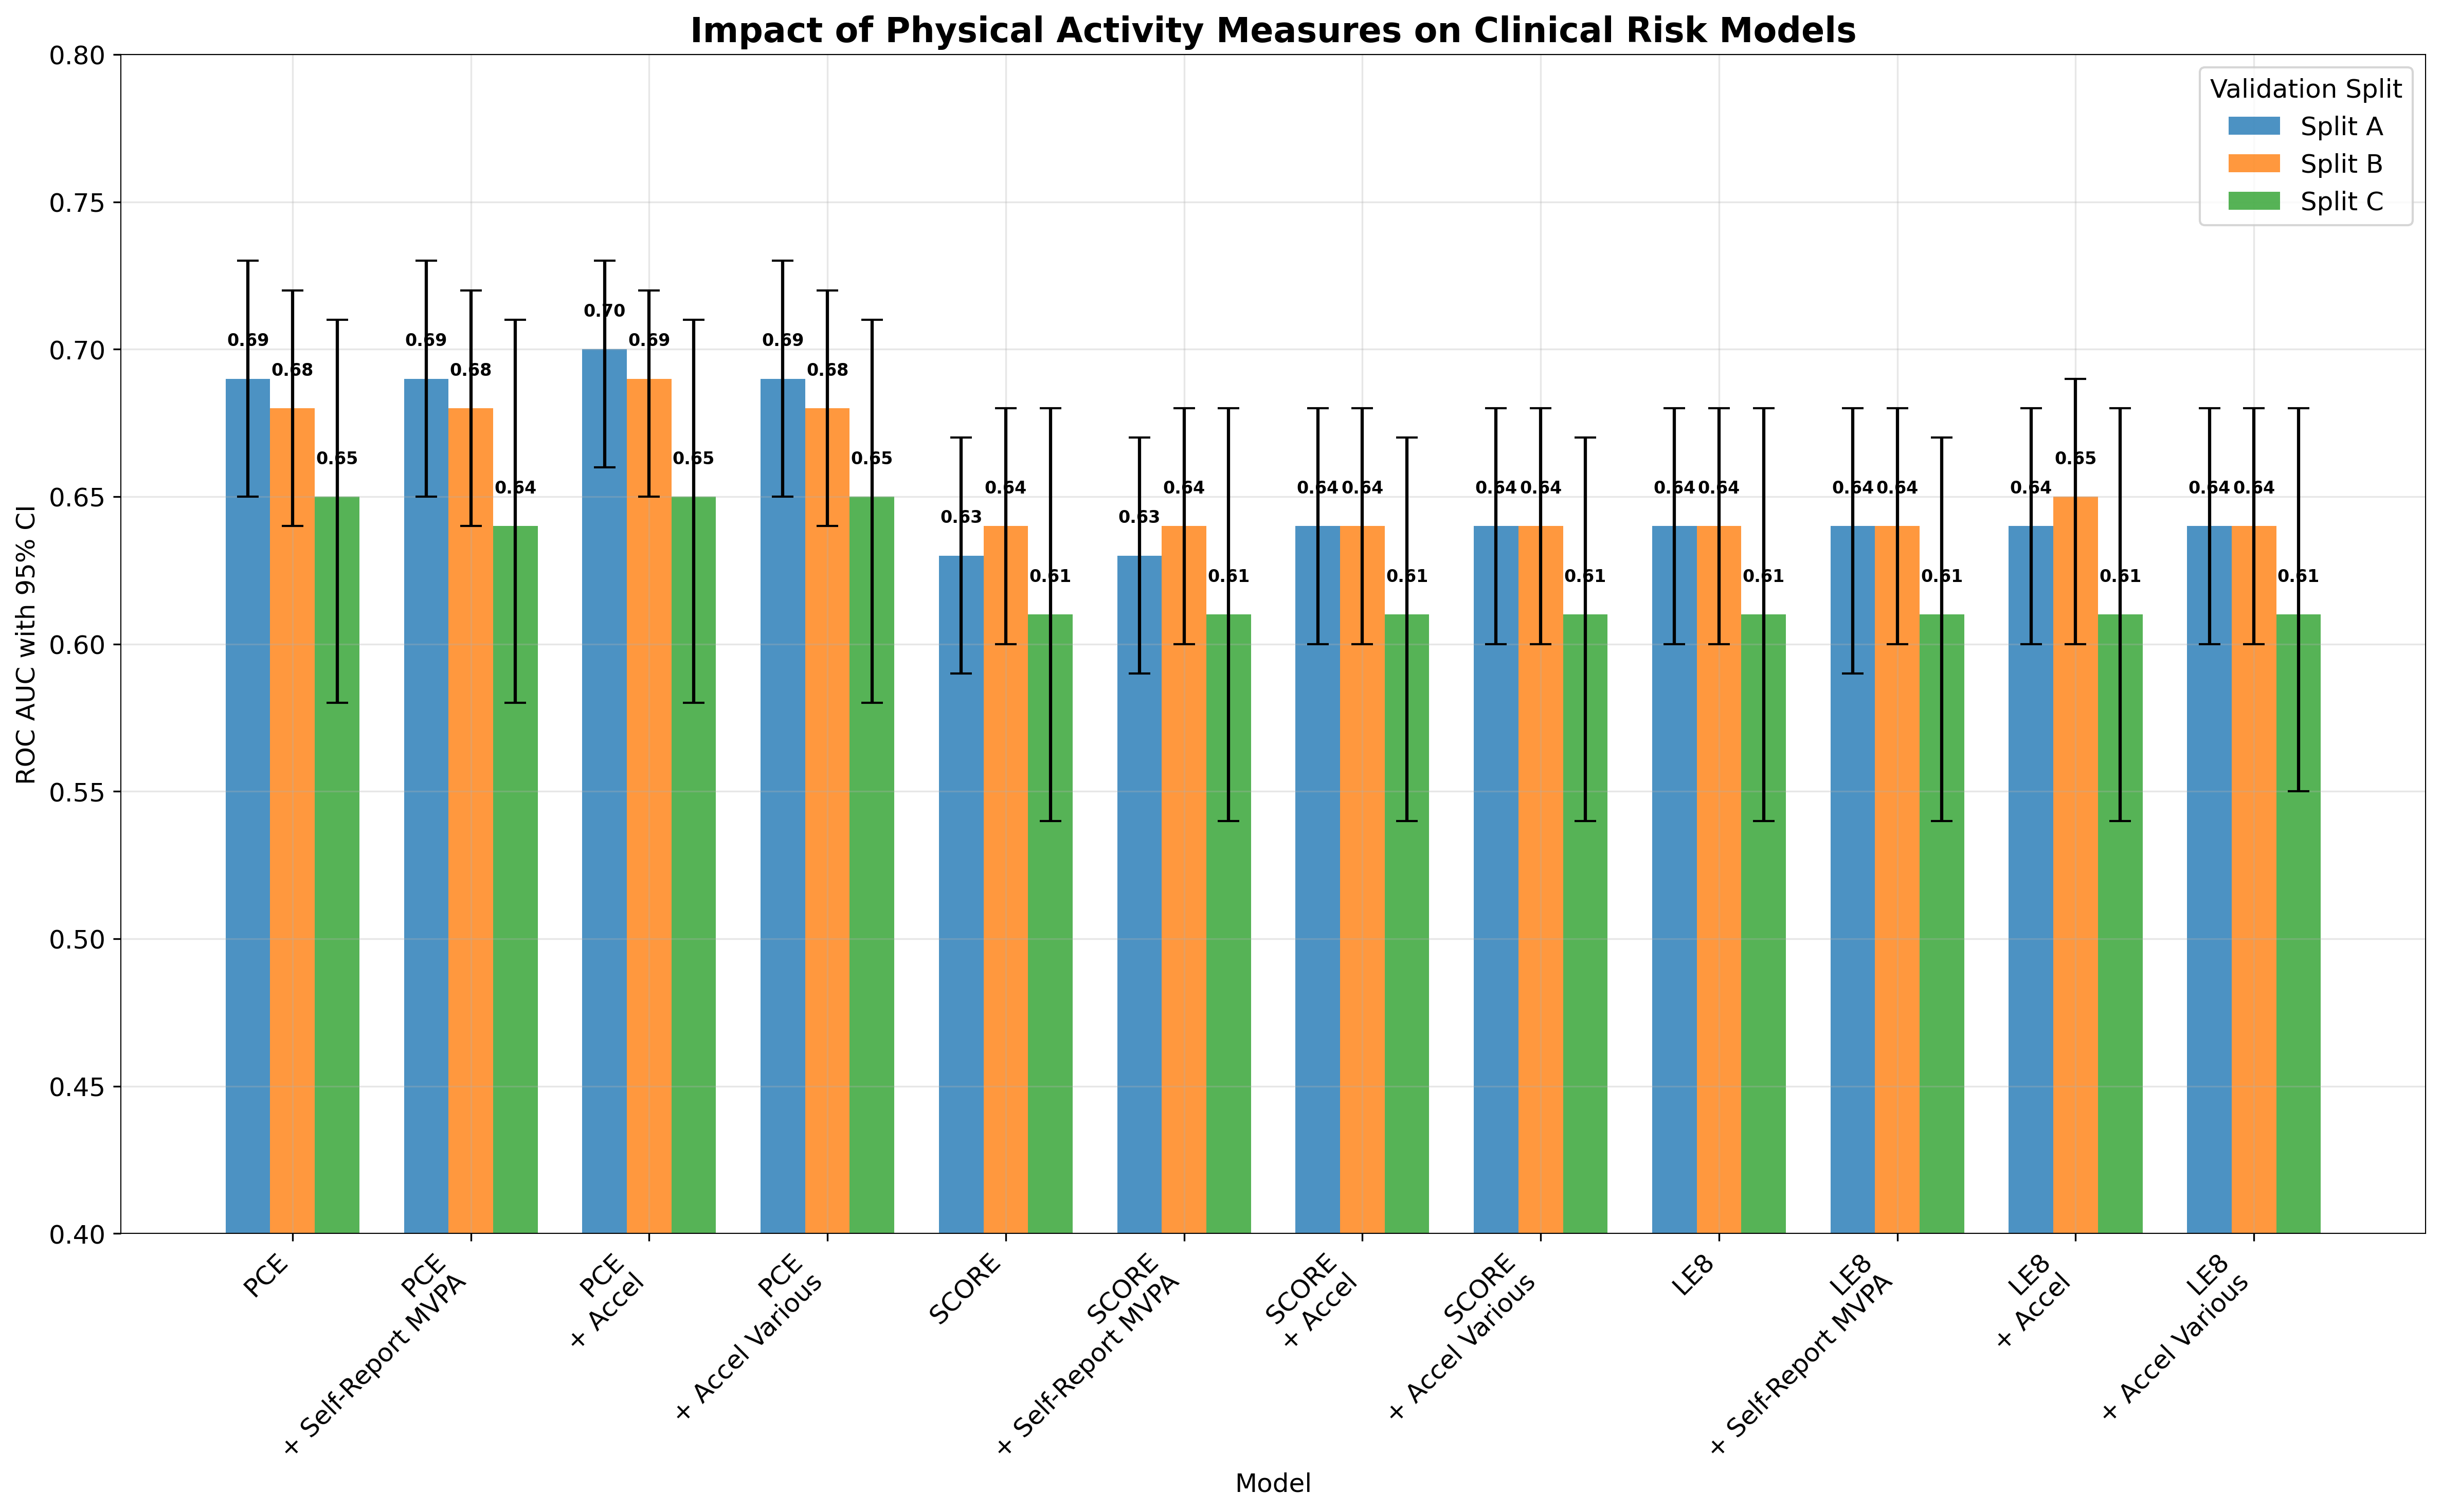 Impact of Physical Activity Measures on Clinical Risk Models
ROC AUC with 95% CI
0.80
0.75
0.70
0.65
0.60
0.55
0.50
0.45
0.40
Validation Split
Split A
Split B
Split C
0.69
0.68
0.65
0.69
0.68
0.64
0.70
0.69
0.65
0.69
0.68
0.65
0.63
0.64
0.61
0.63
0.64
0.61
0.64
0.64
0.61
0.64
0.64
0.61
0.64
0.64
0.61
0.64
0.64
0.61
0.64
0.65
0.61
0.64
0.64
0.61
PCE
PCE
+ Self-Report MVPA
PCE
+ Accel
PCE
+ Accel Various
SCORE
SCORE
+ Self-Report MVPA
SCORE
+ Accel
SCORE
+ Accel Various
LE8
LE8
+ Self-Report MVPA
LE8
+ Accel
LE8
+ Accel Various
Model